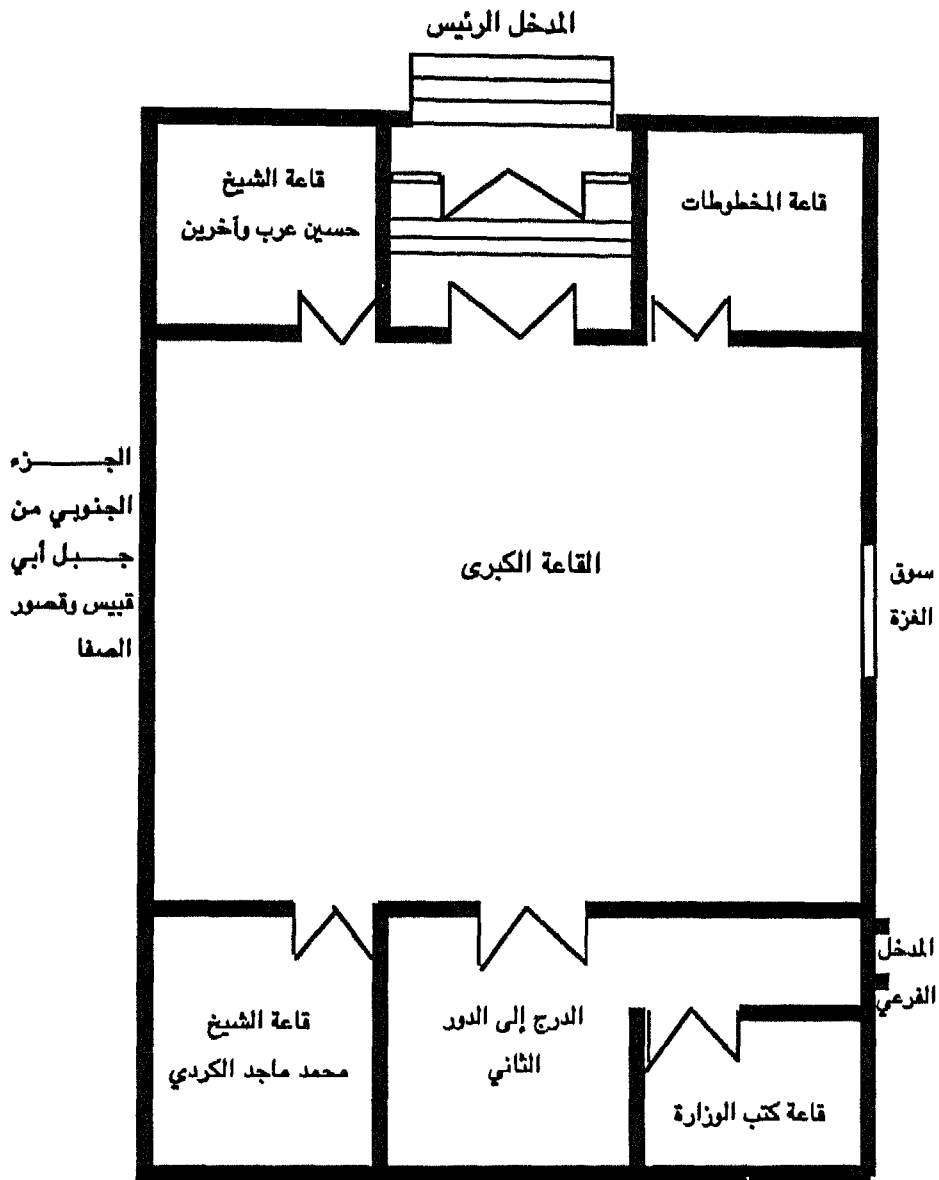 المدخل الرئيس
قاعة المخطوطات
قاعة الشيخ
حسين عرب وآخرين
الجزء
الجنوبي من
جبل أبي
قبيس وقصور
الصفا
القاعة الكبرى
سوق
الغزة
المدخل
الفرعي
قاعة كتب الوزارة
الدرج إلى الدور
الثاني
قاعة الشيخ
محمد ماجد الكردي